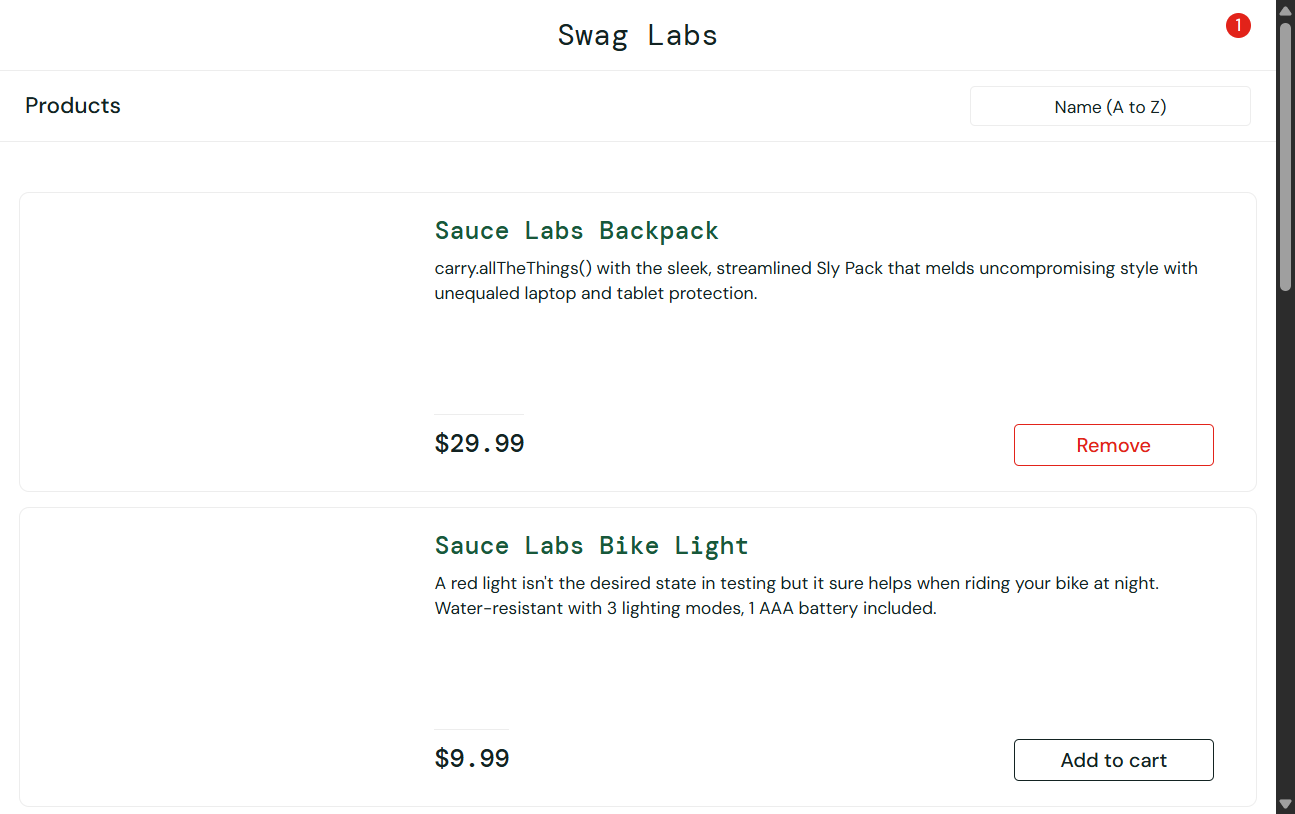 Swag Labs
1
Products
Name (A to Z)
Sauce Labs Backpack
carry.allTheThings() with the sleek, streamlined Sly Pack that melds uncompromising style with
unequaled laptop and tablet protection.
$29.99
Remove
Sauce Labs Bike Light
A red light isn't the desired state in testing but it sure helps when riding your bike at night.
Water-resistant with 3 lighting modes, 1 AAA battery included.
$9.99
Add to cart